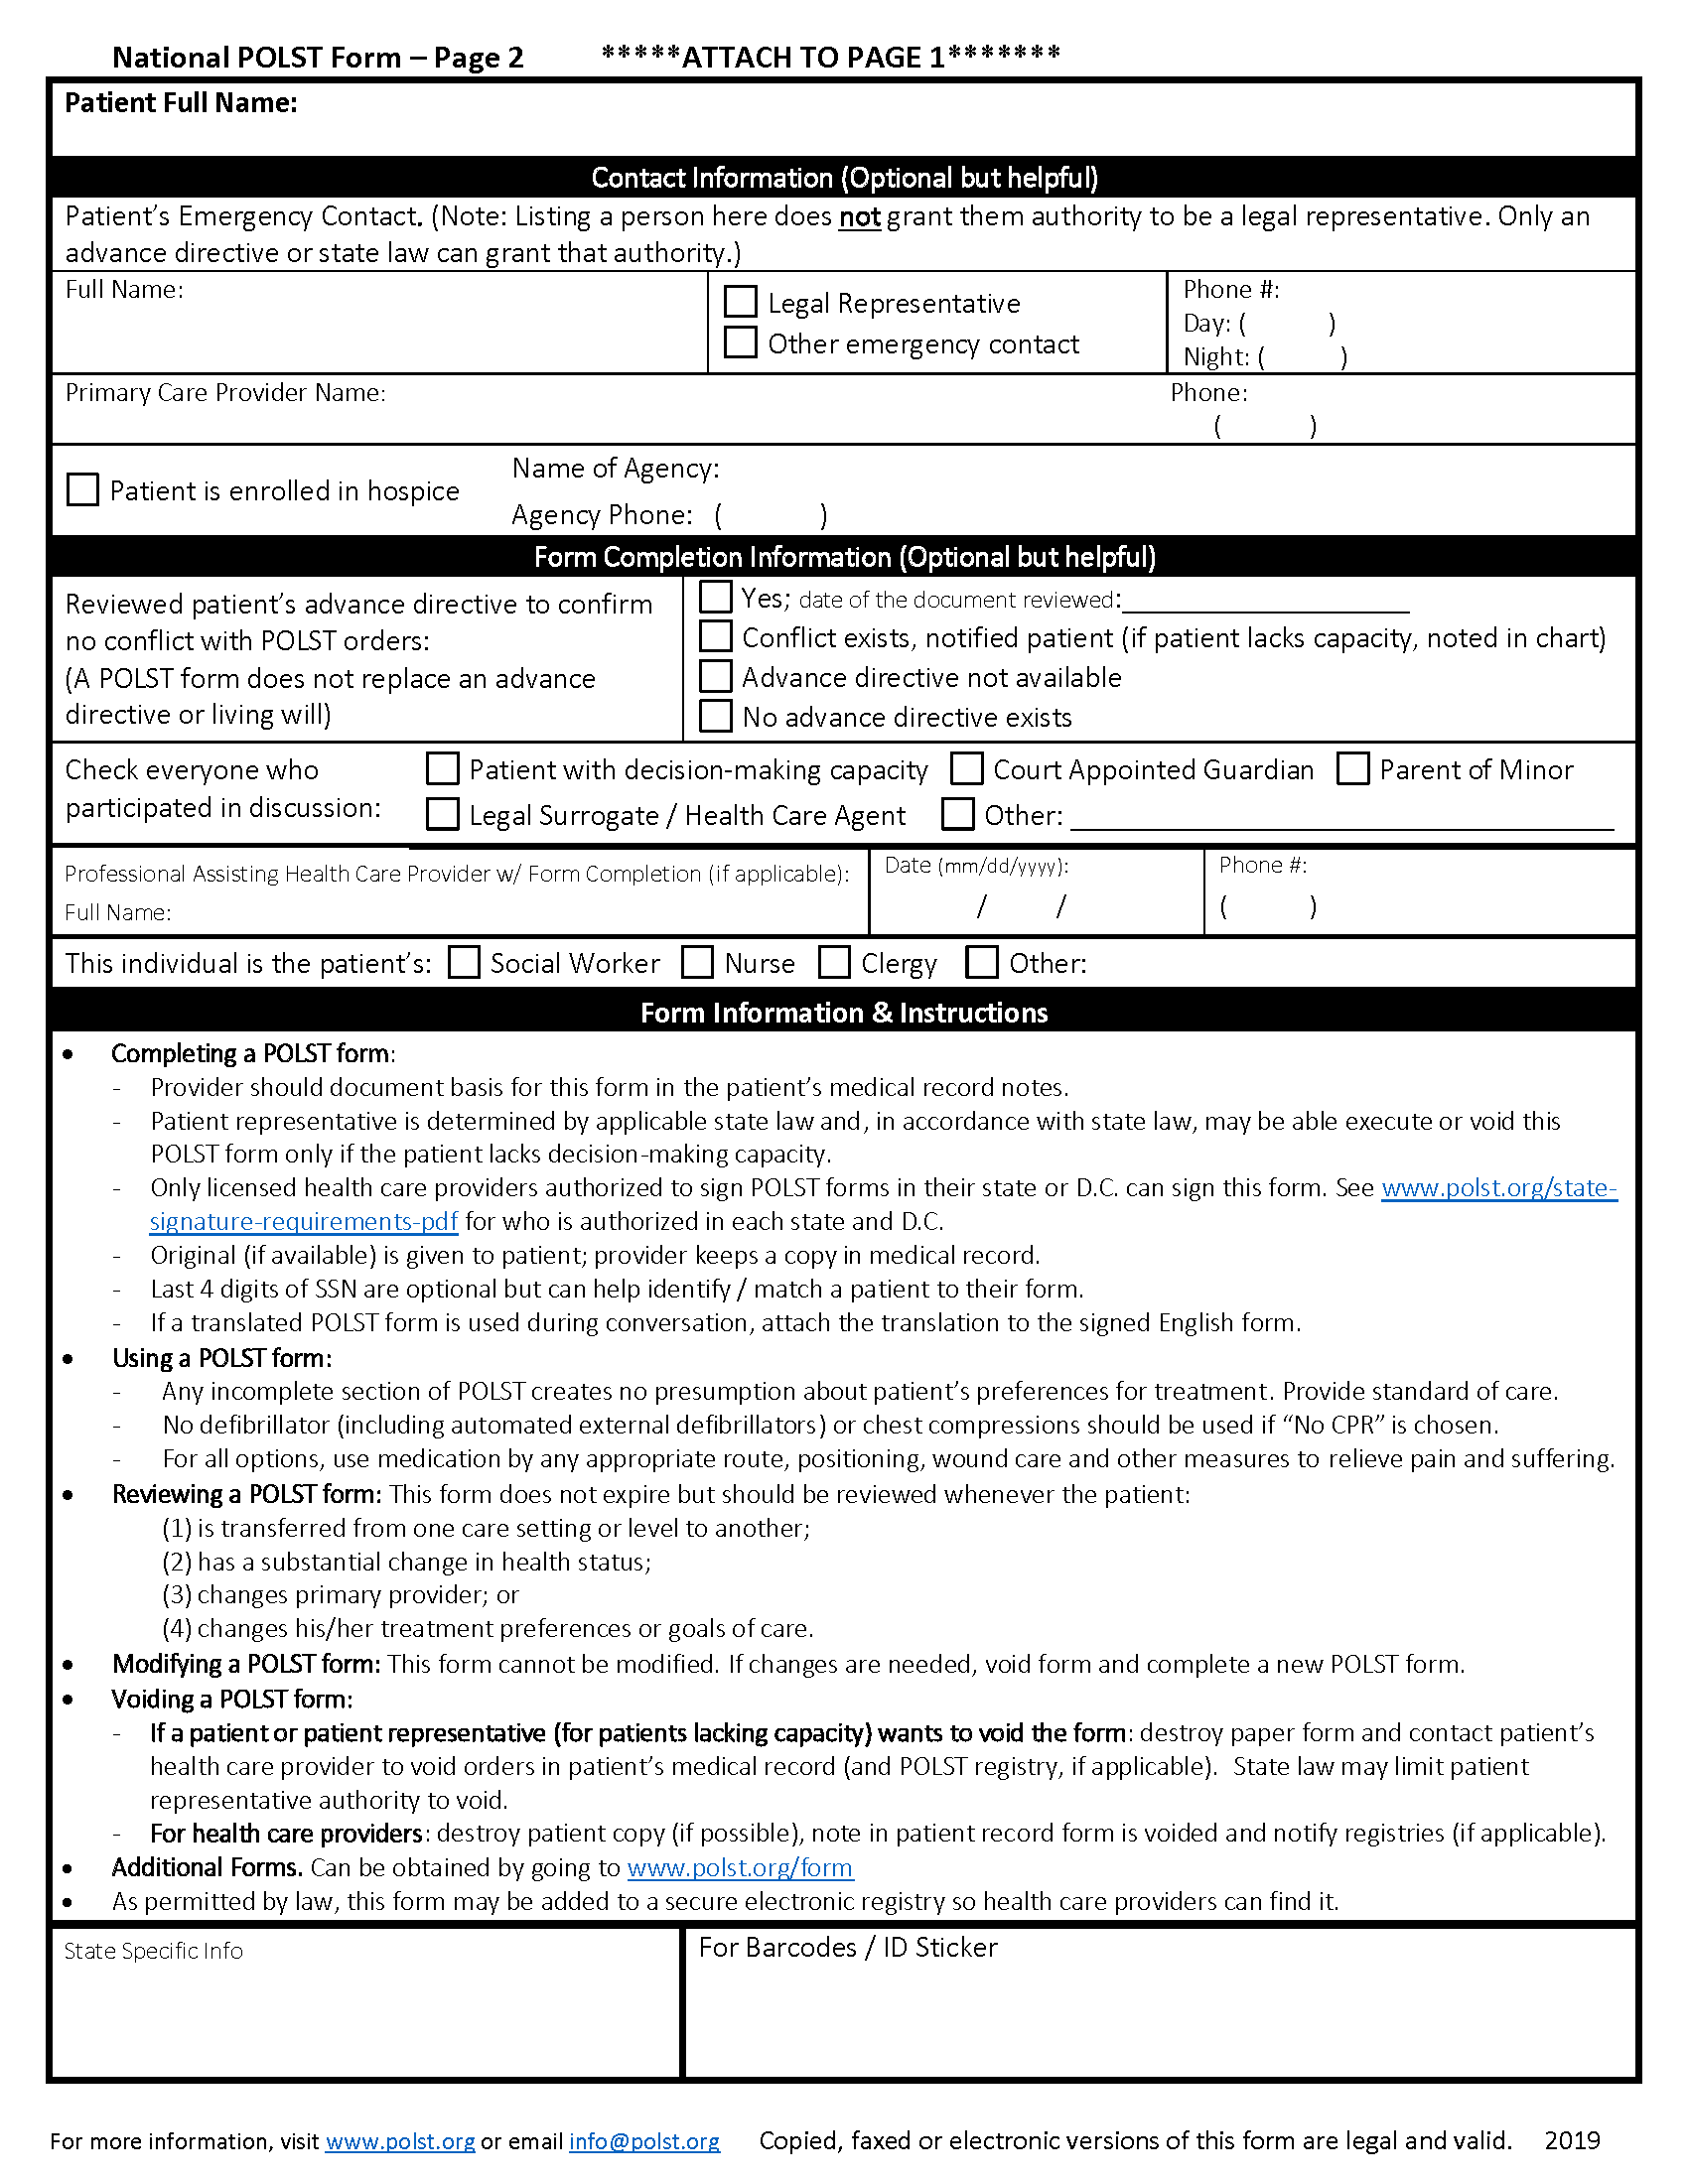 National POLST Form – Page 2 *****ATTACH TO PAGE 1*******
Patient Full Name:
Contact Information (Optional but helpful)
Patient’s Emergency Contact. (Note: Listing a person here does not grant them authority to be a legal representative. Only an
advance directive or state law can grant that authority.)
Full Name:
Legal Representative
Other emergency contact
Phone #:
Day: ( )
Night: ( )
Primary Care Provider Name:
Phone:
( )
Patient is enrolled in hospice
Name of Agency:
Agency Phone: ( )
Form Completion Information (Optional but helpful)
Reviewed patient’s advance directive to confirm
no conflict with POLST orders:
(A POLST form does not replace an advance
directive or living will)
Yes; date of the document reviewed:____________________
Conflict exists, notified patient (if patient lacks capacity, noted in chart)
Advance directive not available
No advance directive exists
Check everyone who
participated in discussion:
Patient with decision-making capacity Court Appointed Guardian Parent of Minor
Legal Surrogate / Health Care Agent Other: ____________________
Professional Assisting Health Care Provider w/ Form Completion (if applicable):
Full Name:
Date (mm/dd/yyyy):
/ /
Phone #:
( )
This individual is the patient’s: Social Worker Nurse Clergy Other:
Form Information & Instructions
• Completing a POLST form:
- Provider should document basis for this form in the patient’s medical record notes.
- Patient representative is determined by applicable state law and, in accordance with state law, may be able execute or void this
POLST form only if the patient lacks decision-making capacity.
- Only licensed health care providers authorized to sign POLST forms in their state or D.C. can sign this form. See www.polst.org/state-
signature-requirements-pdf for who is authorized in each state and D.C.
- Original (if available) is given to patient; provider keeps a copy in medical record.
- Last 4 digits of SSN are optional but can help identify / match a patient to their form.
- If a translated POLST form is used during conversation, attach the translation to the signed English form.
• Using a POLST form:
- Any incomplete section of POLST creates no presumption about patient’s preferences for treatment. Provide standard of care.
- No defibrillator (including automated external defibrillators) or chest compressions should be used if “No CPR” is chosen.
- For all options, use medication by any appropriate route, positioning, wound care and other measures to relieve pain and suffering.
• Reviewing a POLST form: This form does not expire but should be reviewed whenever the patient:
(1) is transferred from one care setting or level to another;
(2) has a substantial change in health status;
(3) changes primary provider; or
(4) changes his/her treatment preferences or goals of care.
• Modifying a POLST form: This form cannot be modified. If changes are needed, void form and complete a new POLST form.
• Voiding a POLST form:
- If a patient or patient representative (for patients lacking capacity) wants to void the form: destroy paper form and contact patient’s
health care provider to void orders in patient’s medical record (and POLST registry, if applicable). State law may limit patient
representative authority to void.
- For health care providers: destroy patient copy (if possible), note in patient record form is voided and notify registries (if applicable).
• Additional Forms. Can be obtained by going to www.polst.org/form
• As permitted by law, this form may be added to a secure electronic registry so health care providers can find it.
State Specific Info
For Barcodes / ID Sticker
For more information, visit www.polst.org or email info@polst.org Copied, faxed or electronic versions of this form are legal and valid. 2019